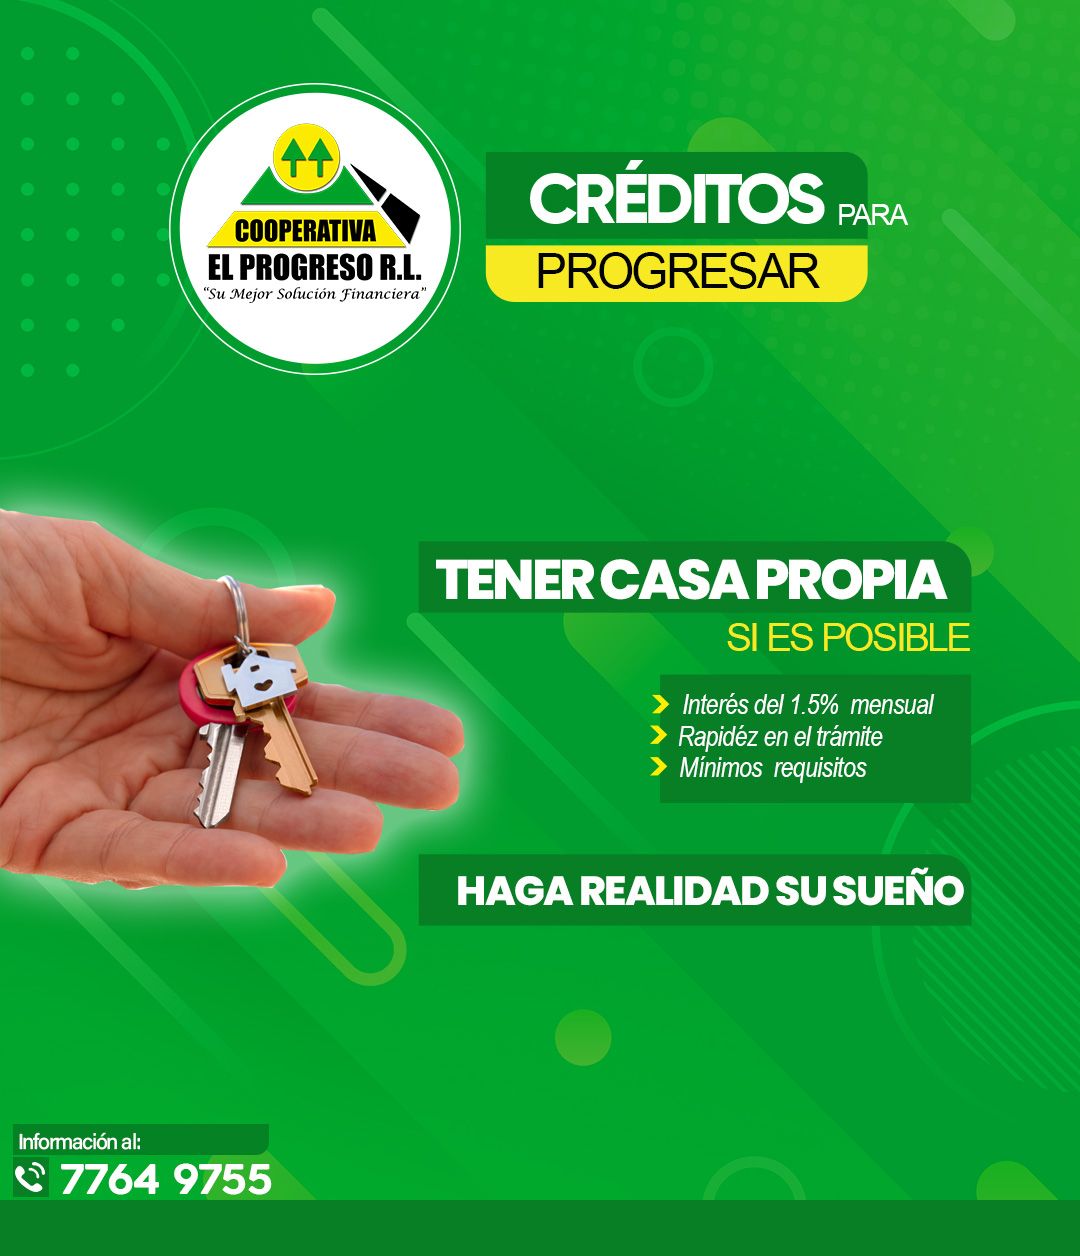 COOPERATIVA
EL PROGRESO R.L.
“Su Mejor Solución Financiera”
CRÉDITOS PARA
PROGRESAR
TENER CASA PROPIA
SI ES POSIBLE
Interés del 1.5% mensual
Rapidéz en el trámite
Mínimos requisitos
HAGA REALIDAD SU SUEÑO
Información al:
7764 9755